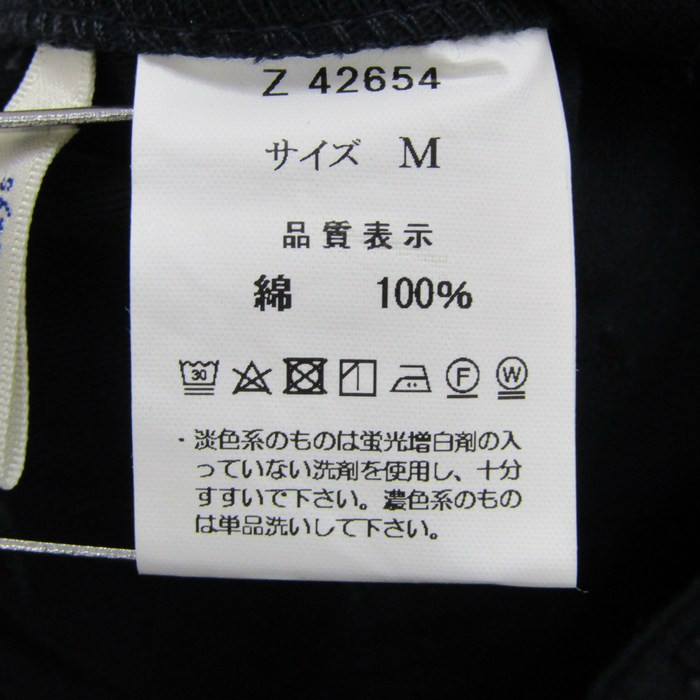 Z 42654
サイズ M
品質表示
綿 100%
30
F
W
・淡色系のものは蛍光増白剤の入
っていない洗剤を使用し、十分
すすいで下さい。濃色系のもの
は単品洗いして下さい。